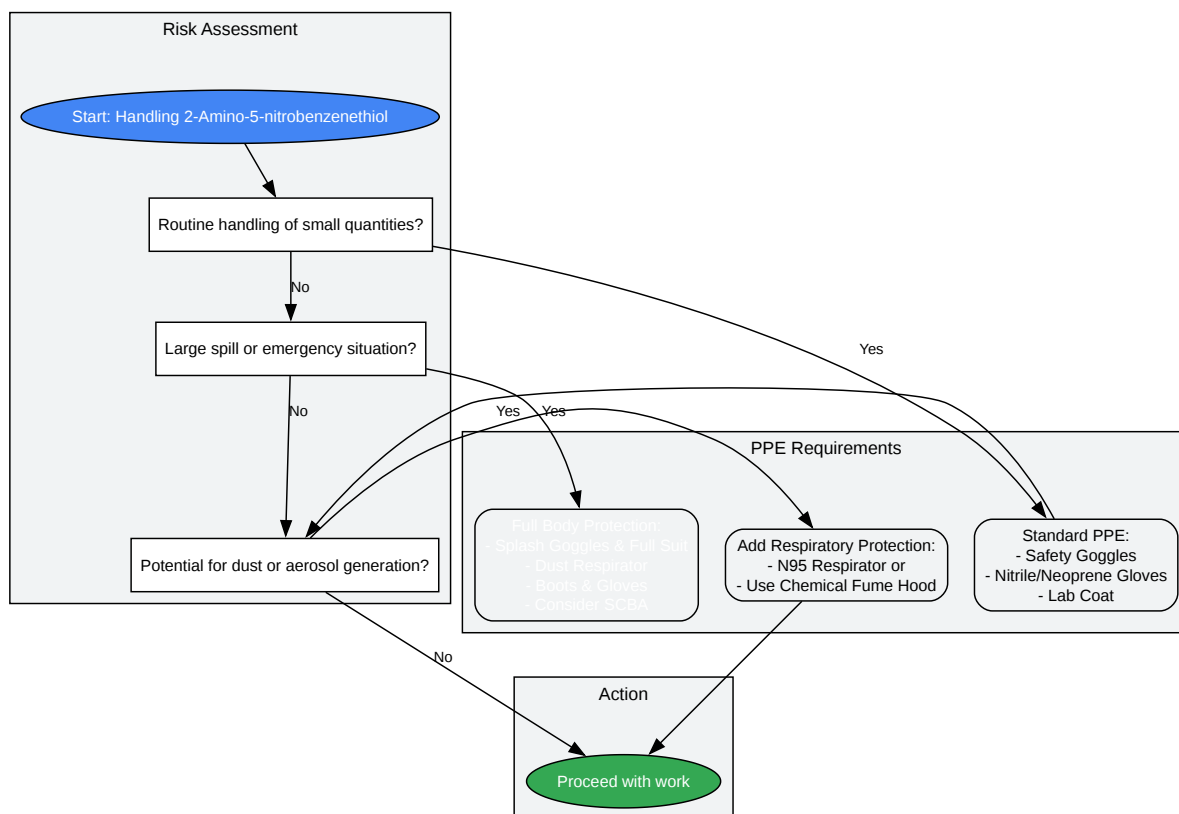 Risk Assessment
Start: Handling 2-Amino-5-nitrobenzenethiol
Routine handling of small quantities?
No
Large spill or emergency situation?
Yes
No
Yes
Yes
PPE Requirements
Full Body Protection:
- Splash Goggles & Full Suit
- Dust Respirator
- Boots & Gloves
- Consider SCBA
Add Respiratory Protection:
- N95 Respirator or
- Use Chemical Fume Hood
Standard PPE:
- Safety Goggles
- Nitrile/Neoprene Gloves
- Lab Coat
Potential for dust or aerosol generation?
No
Action
Proceed with work